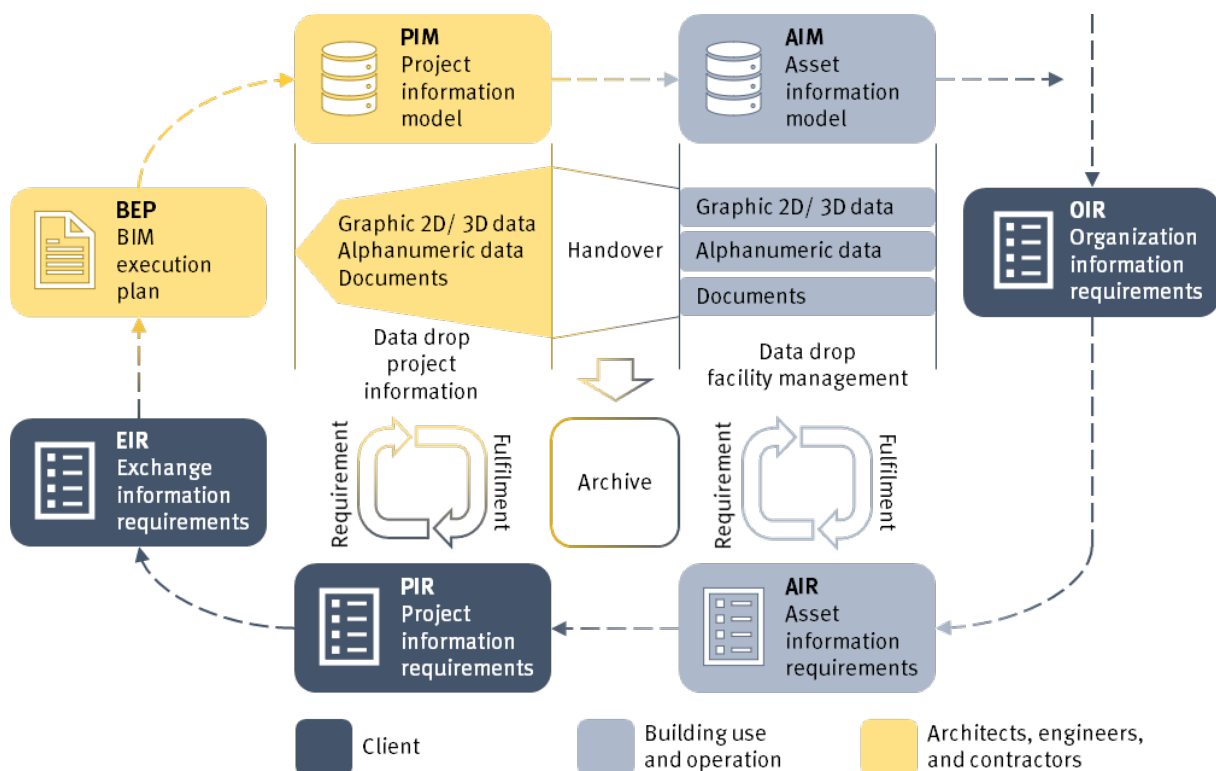 PIM
Project
information
model
AIM
Asset
information
model
BEP
BIM
execution
plan
Graphic 2D/ 3D data
Alphanumeric data
Documents
Handover
Graphic 2D/ 3D data
Alphanumeric data
Documents
OIR
Organization
information
requirements
Data drop
project
information
Data drop
facility management
EIR
Exchange
information
requirements
Requirement
Fulfilment
Archive
Requirement
Fulfilment
PIR
Project
information
requirements
AIR
Asset
information
requirements
Client
Building use
and operation
Architects, engineers,
and contractors